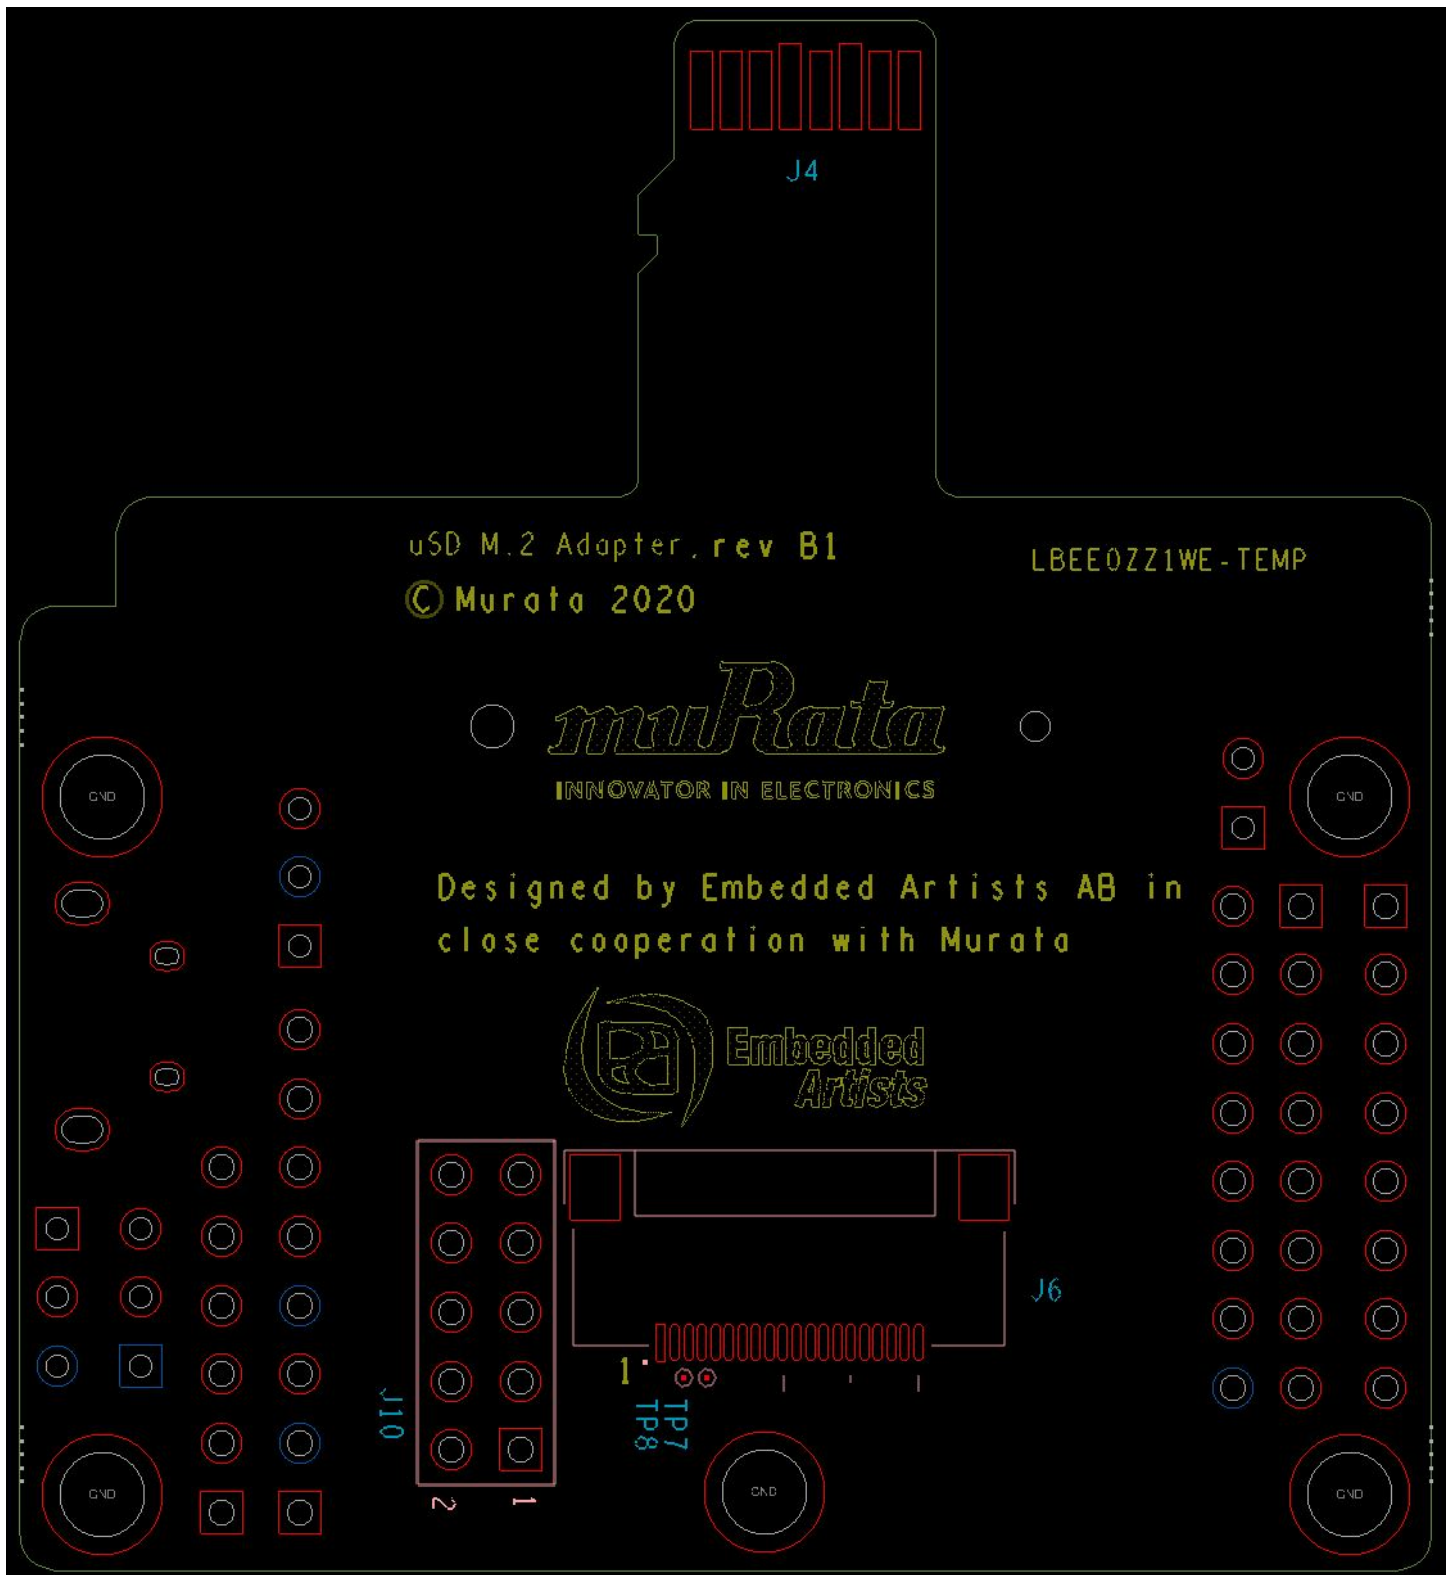 J4
uSD M.2 Adapter, rev B1
LBEE0ZZ1WE-TEMP
© Murata 2020
muRata
INNOVATOR IN ELECTRONICS
GND
GND
Designed by Embedded Artists AB in
close cooperation with Murata
Embedded
Artists
J6
1
J10
TP8
TP7
2
1
GND
GND
GND